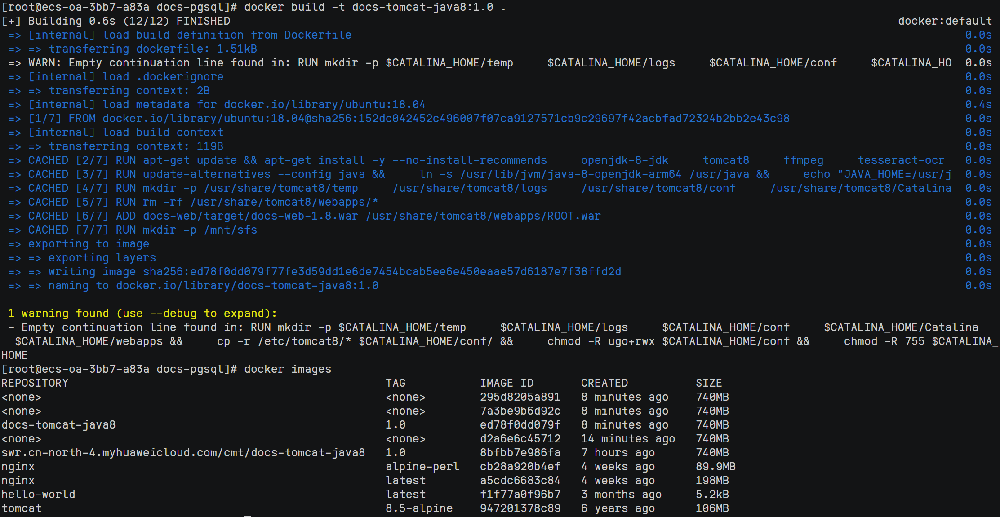 [root@ecs-oa-3bb7-a83a docs-pgsql]# docker build -t docs-tomcat-java8:1.0 .
[+] Building 0.6s (12/12) FINISHED docker:default
=> [internal] load build definition from Dockerfile 0.0s
=> => transferring dockerfile: 1.51kB 0.0s
=> WARN: Empty continuation line found in: RUN mkdir -p $CATALINA_HOME/temp     $CATALINA_HOME/logs     $CATALINA_HOME/conf     $CATALINA_HO 0.0s
=> [internal] load .dockerignore 0.0s
=> => transferring context: 2B 0.0s
=> [internal] load metadata for docker.io/library/ubuntu:18.04 0.4s
=> [1/7] FROM docker.io/library/ubuntu:18.04@sha256:152dc042452c496007f07ca9127571cb9c29697f42acbfad72324b2bb2e43c98 0.0s
=> [internal] load build context 0.0s
=> => transferring context: 119B 0.0s
=> CACHED [2/7] RUN apt-get update && apt-get install -y --no-install-recommends     openjdk-8-jdk     tomcat8     ffmpeg     tesseract-ocr 0.0s
=> CACHED [3/7] RUN update-alternatives --config java &&     ln -s /usr/lib/jvm/java-8-openjdk-arm64 /usr/java &&     echo "JAVA_HOME=/usr/j 0.0s
=> CACHED [4/7] RUN mkdir -p /usr/share/tomcat8/temp     /usr/share/tomcat8/logs     /usr/share/tomcat8/conf     /usr/share/tomcat8/Catalina 0.0s
=> CACHED [5/7] RUN rm -rf /usr/share/tomcat8/webapps/* 0.0s
=> CACHED [6/7] ADD docs-web/target/docs-web-1.8.war /usr/share/tomcat8/webapps/ROOT.war 0.0s
=> CACHED [7/7] RUN mkdir -p /mnt/sfs 0.0s
=> exporting to image 0.0s
=> => exporting layers 0.0s
=> => writing image sha256:ed78f0dd079f77fe3d59dd1e6de7454bcab5ee6e450eaae57d6187e7f38ffd2d 0.0s
=> => naming to docker.io/library/docs-tomcat-java8:1.0 0.0s
1 warning found (use --debug to expand):
- Empty continuation line found in: RUN mkdir -p $CATALINA_HOME/temp     $CATALINA_HOME/logs     $CATALINA_HOME/conf     $CATALINA_HOME/Catalina
$CATALINA_HOME/webapps &&     cp -r /etc/tomcat8/* $CATALINA_HOME/conf/ &&     chmod -R ugo+rwx $CATALINA_HOME/conf &&     chmod -R 755 $CATALINA_
HOME
[root@ecs-oa-3bb7-a83a docs-pgsql]# docker images
REPOSITORY TAG IMAGE ID CREATED SIZE
<none> <none> 295d8205a891 8 minutes ago 740MB
<none> <none> 7a3be9b6d92c 8 minutes ago 740MB
docs-tomcat-java8 1.0 ed78f0dd079f 8 minutes ago 740MB
<none> <none> d2a6e6c45712 14 minutes ago 740MB
swr.cn-north-4.myhuaweicloud.com/cmt/docs-tomcat-java8 1.0 8bfbb7e986fa 7 hours ago 740MB
nginx alpine-perl cb28a920b4ef 4 weeks ago 89.9MB
nginx latest a5cdc6683c84 4 weeks ago 198MB
hello-world latest f1f77a0f96b7 3 months ago 5.2kB
tomcat 8.5-alpine 947201378c89 6 years ago 106MB